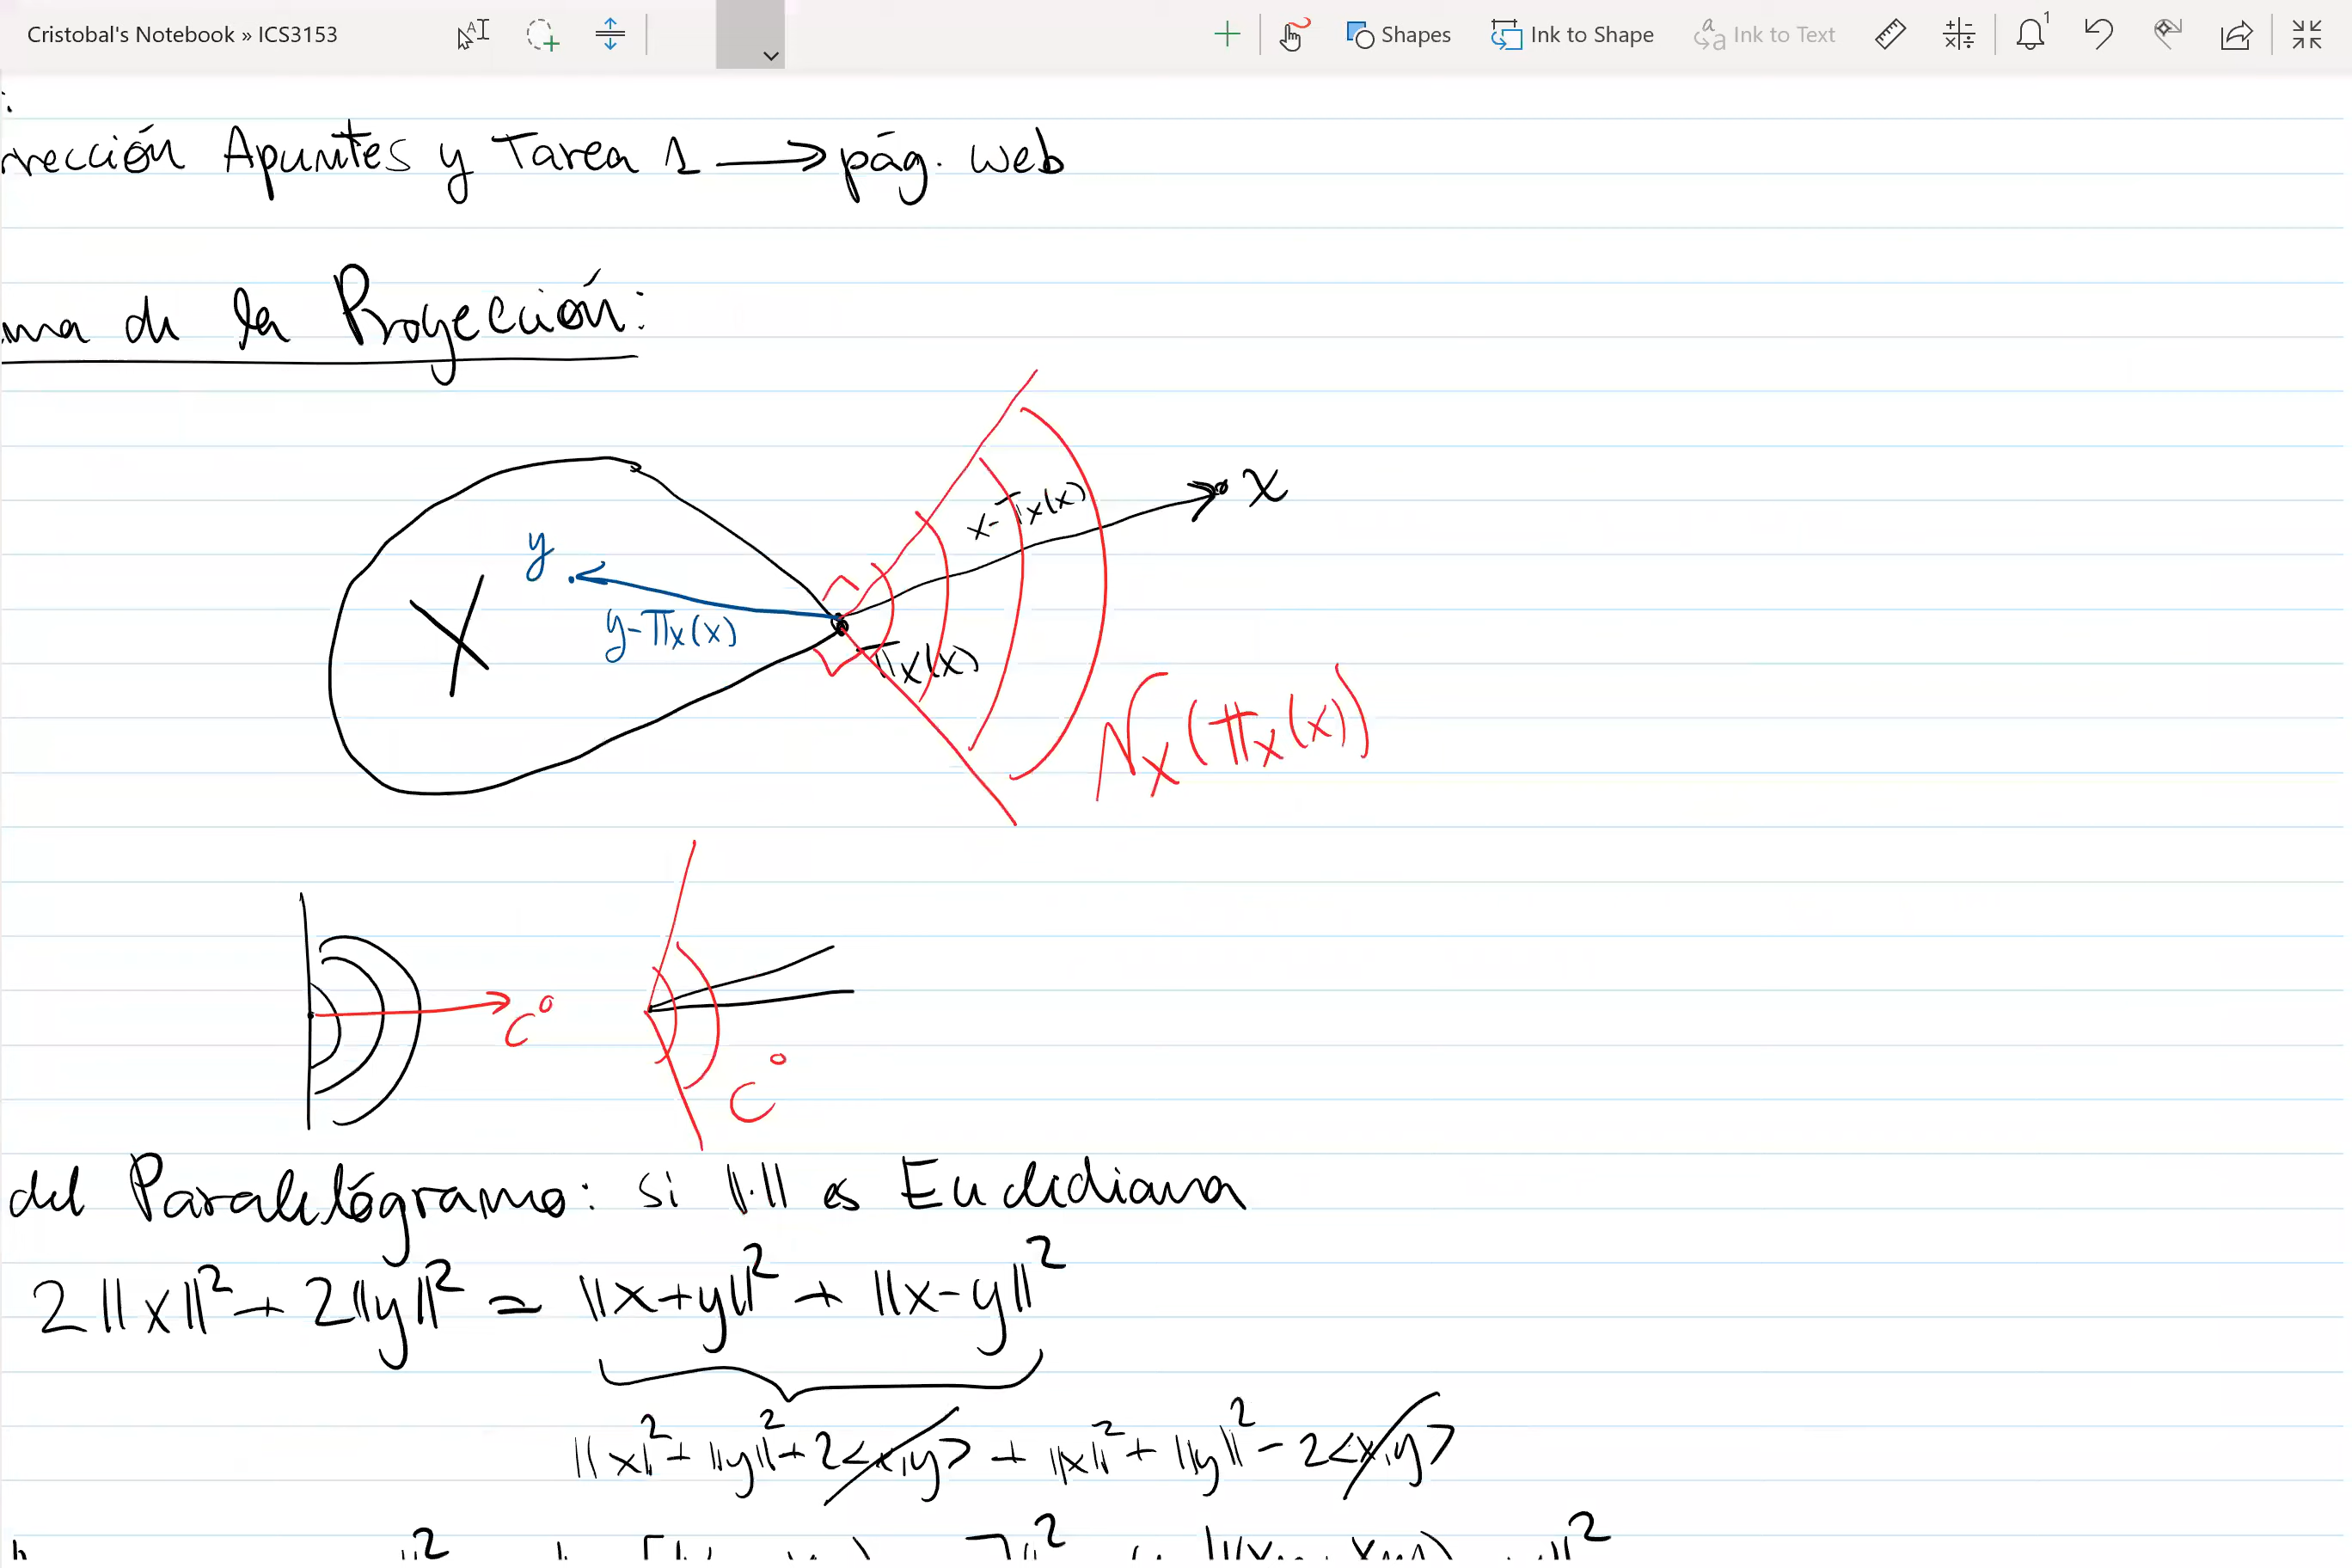 Cristobal's Notebook » ICS3153
Shapes
Ink to Shape
Ink to Text
1
:
rrección Apuntes y Tarea 1 → pág. web
ma de la Proyección:
x
x-πx(x)
y
y-πx(x)
X
πx(x)
Nx(πx(x))
C°
C°
del Paralelógramo: si ||·|| es Euclidiana
2||x||² + 2||y||² = ||x+y||² + ||x-y||²
||x||² + ||y||² + 2<x,y> + ||x||² + ||y||² - 2<x,y>